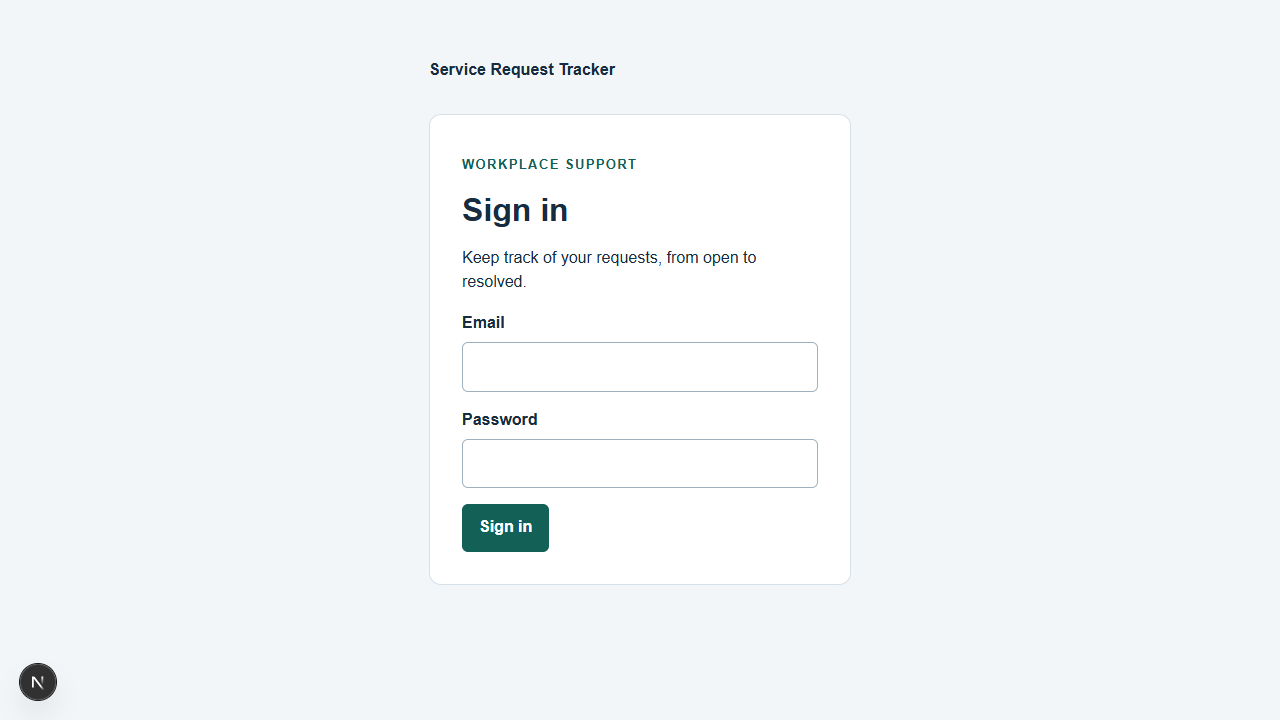 Service Request Tracker
WORKPLACE SUPPORT
Sign in
Keep track of your requests, from open to
resolved.
Email
Password
Sign in
N